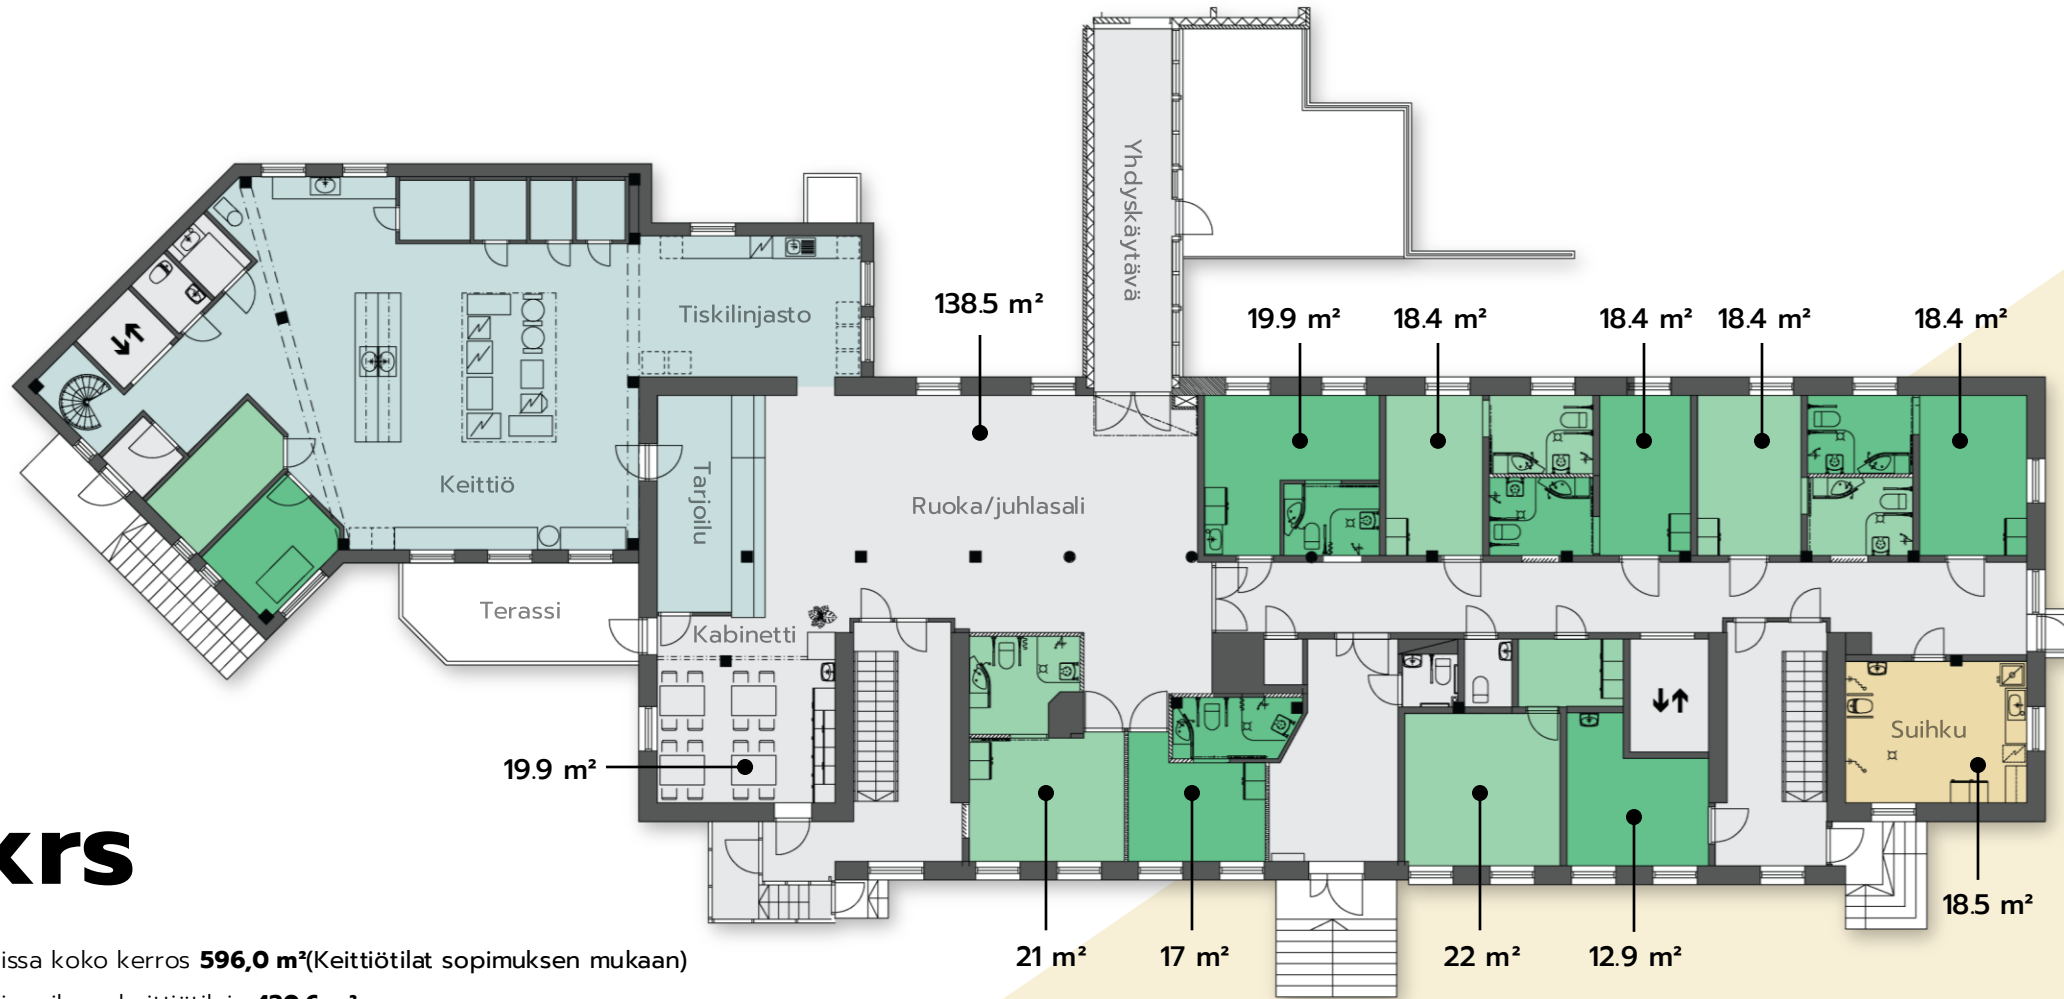 Yhdyskäytävä
138.5 m²
19.9 m²
18.4 m²
18.4 m²
18.4 m²
18.4 m²
Tiskilinjasto
Keittiö
Tarjoilu
Ruoka/juhlasali
Terassi
Kabinetti
Suihku
19.9 m²
krs
18.5 m²
21 m²
17 m²
22 m²
12.9 m²
issa koko kerros 596,0 m²(Keittiötilat sopimuksen mukaan)